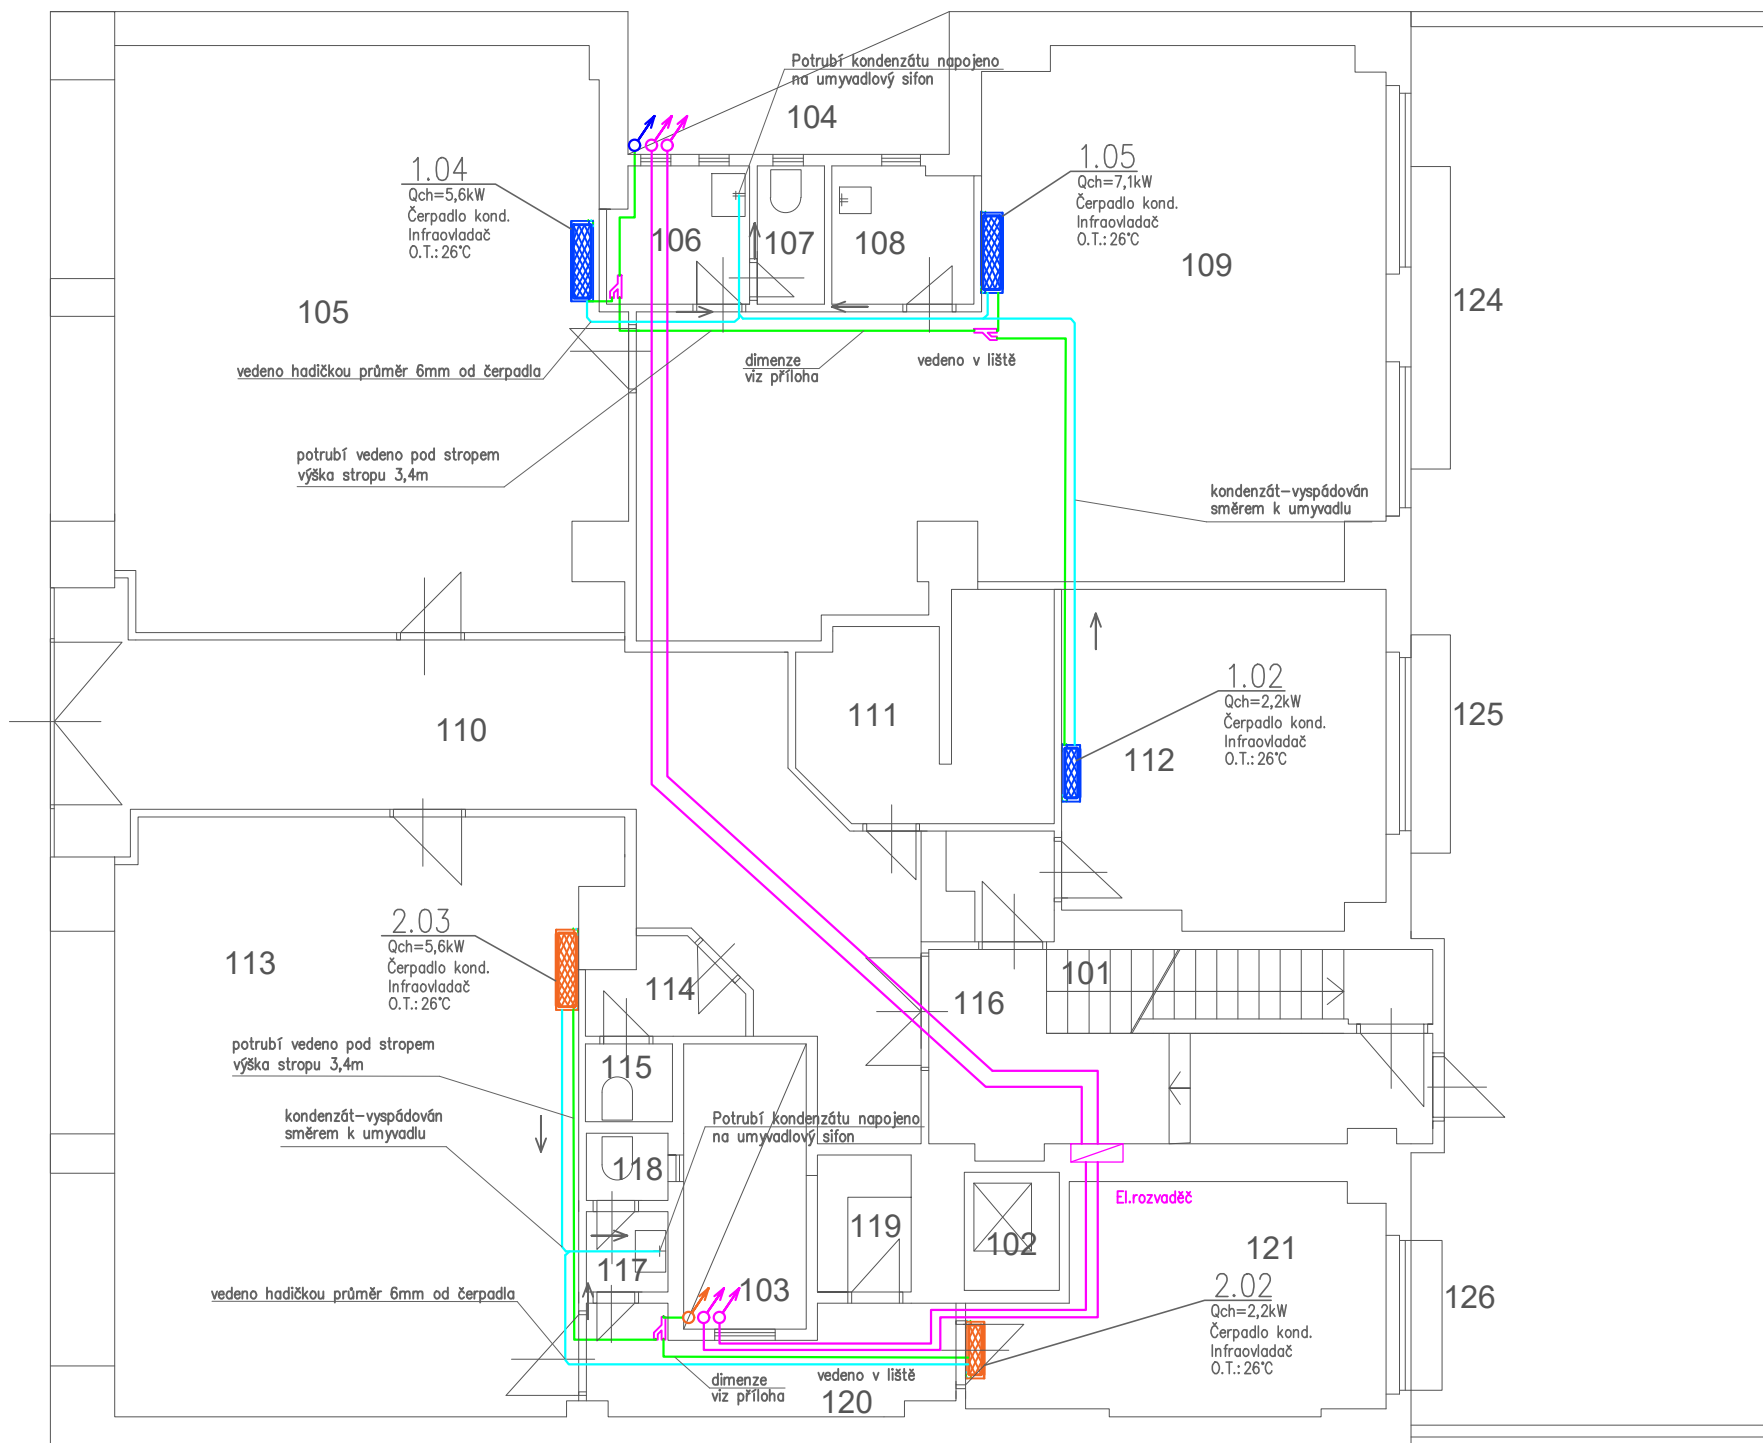 Potrubí kondenzátu napojeno
na umyvadlový sifon
104
1.04
Qch=5,6kW
Čerpadlo kond.
Infraovladač
O.T.: 26°C
1.05
Qch=7,1kW
Čerpadlo kond.
Infraovladač
O.T.: 26°C
106
107
108
109
105
124
vedeno hadičkou průměr 6mm od čerpadla
dimenze
viz příloha
vedeno v liště
potrubí vedeno pod stropem
výška stropu 3,4m
kondenzát-vyspádován
směrem k umyvadlu
1.02
Qch=2,2kW
Čerpadlo kond.
Infraovladač
O.T.: 26°C
110
111
112
125
2.03
Qch=5,6kW
Čerpadlo kond.
Infraovladač
O.T.: 26°C
113
114
116
101
potrubí vedeno pod stropem
výška stropu 3,4m
115
kondenzát-vyspádován
směrem k umyvadlu
Potrubí kondenzátu napojeno
na umyvadlový sifon
118
El.rozvaděč
119
102
121
117
103
vedeno hadičkou průměr 6mm od čerpadla
2.02
Qch=2,2kW
Čerpadlo kond.
Infraovladač
O.T.: 26°C
126
dimenze
viz příloha
vedeno v liště
120